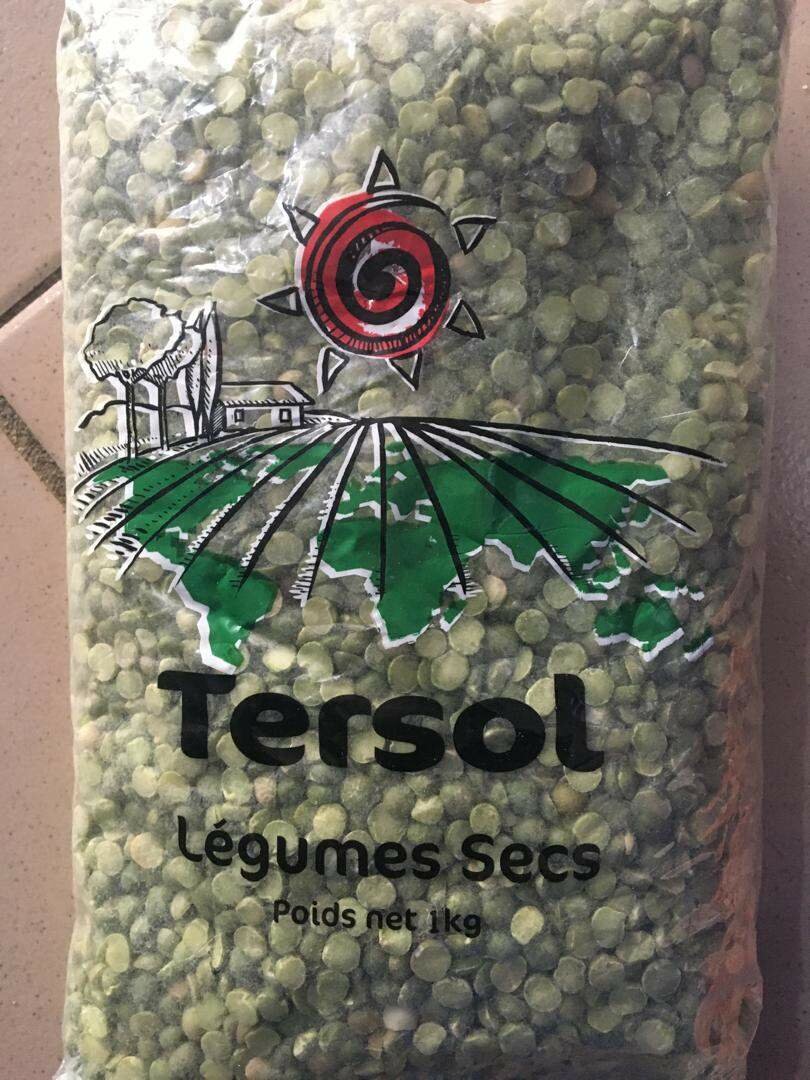 Tersol
Légumes Secs
Poids net 1kg